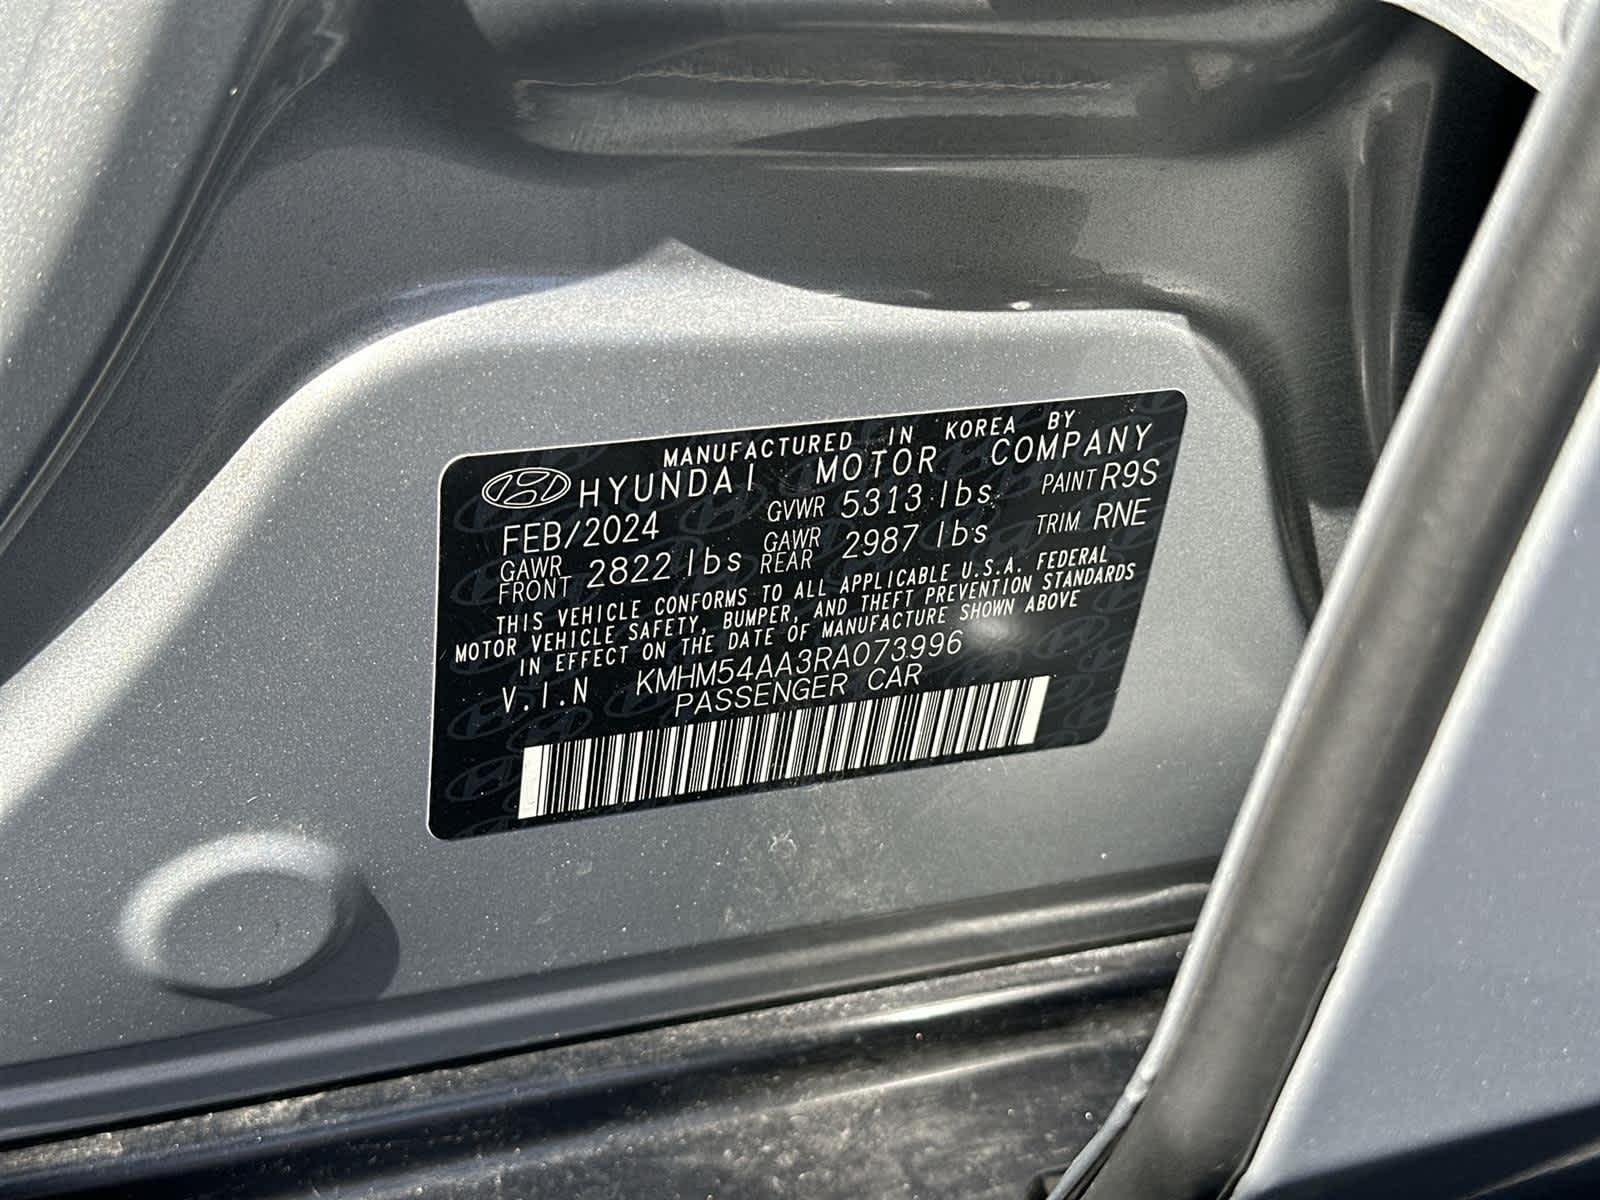 MANUFACTURED IN KOREA BY
HYUNDAI MOTOR COMPANY
FEB/2024 GVWR 5313 lbs PAINT R9S
GAWR FRONT 2822 lbs GAWR REAR 2987 lbs TRIM RNE
THIS VEHICLE CONFORMS TO ALL APPLICABLE U.S.A. FEDERAL
MOTOR VEHICLE SAFETY, BUMPER, AND THEFT PREVENTION STANDARDS
IN EFFECT ON THE DATE OF MANUFACTURE SHOWN ABOVE
V.I.N KMHM54AA3RA073996
PASSENGER CAR